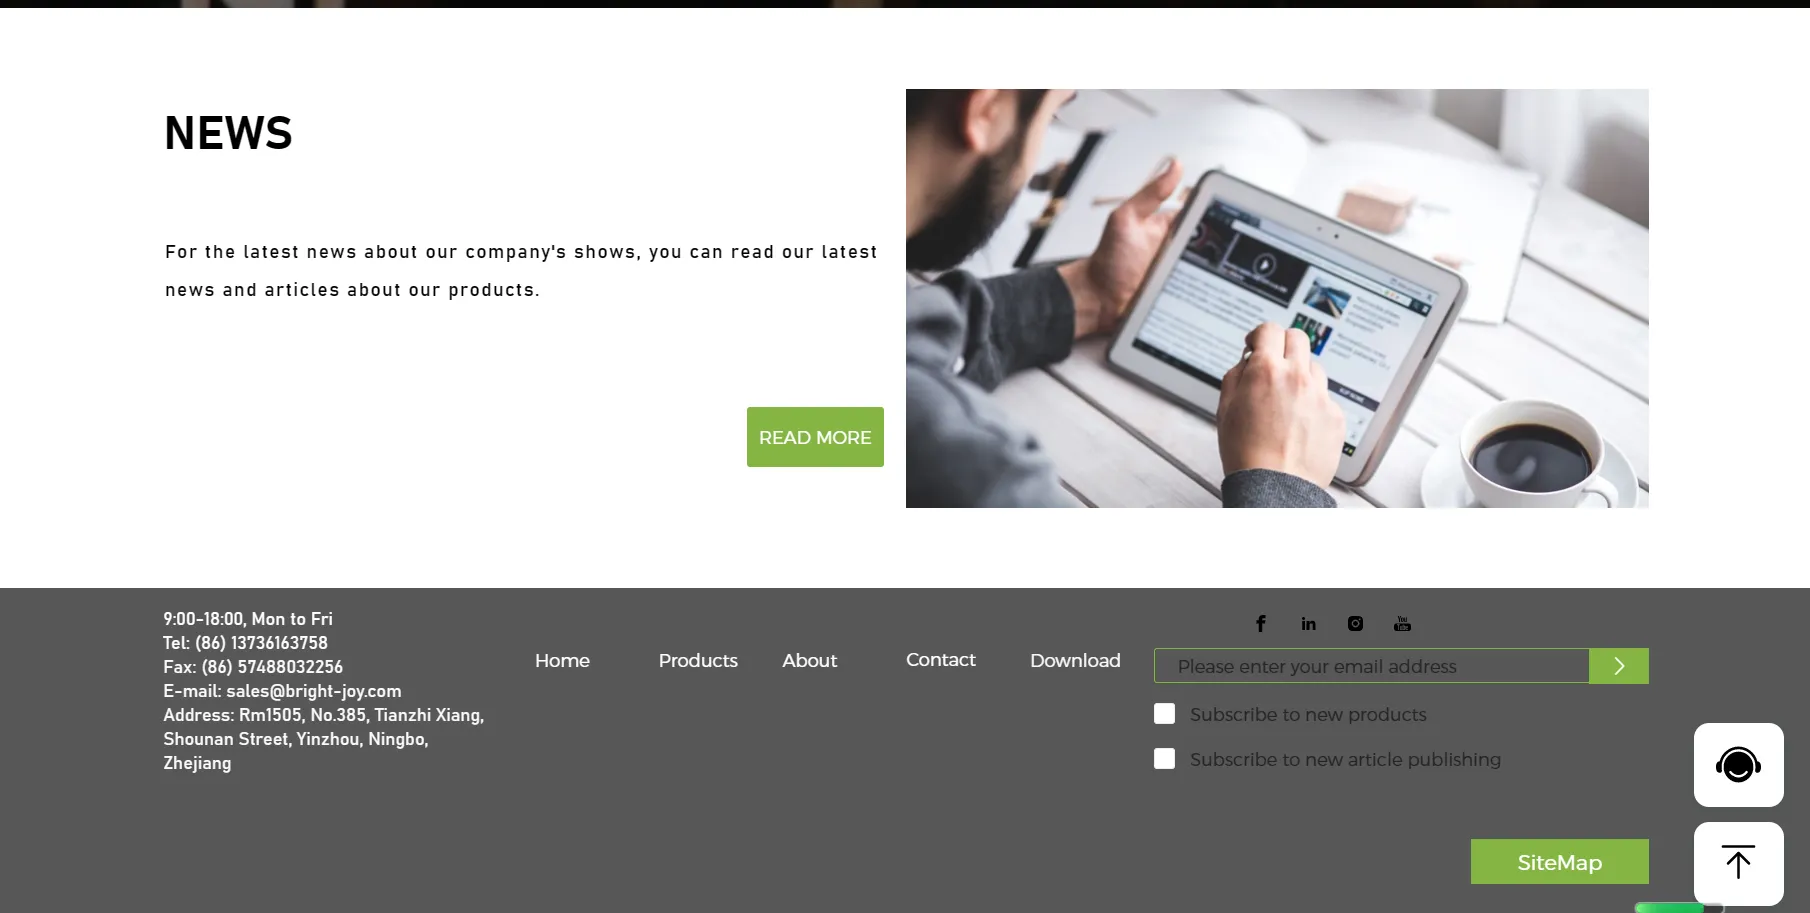 NEWS
For the latest news about our company's shows, you can read our latest
news and articles about our products.
READ MORE
9:00-18:00, Mon to Fri
Tel: (86) 13736163758
Fax: (86) 57488032256
E-mail: sales@bright-joy.com
Address: Rm1505, No.385, Tianzhi Xiang,
Shounan Street, Yinzhou, Ningbo,
Zhejiang
Home
Products
About
Contact
Download
Please enter your email address
Subscribe to new products
Subscribe to new article publishing
SiteMap